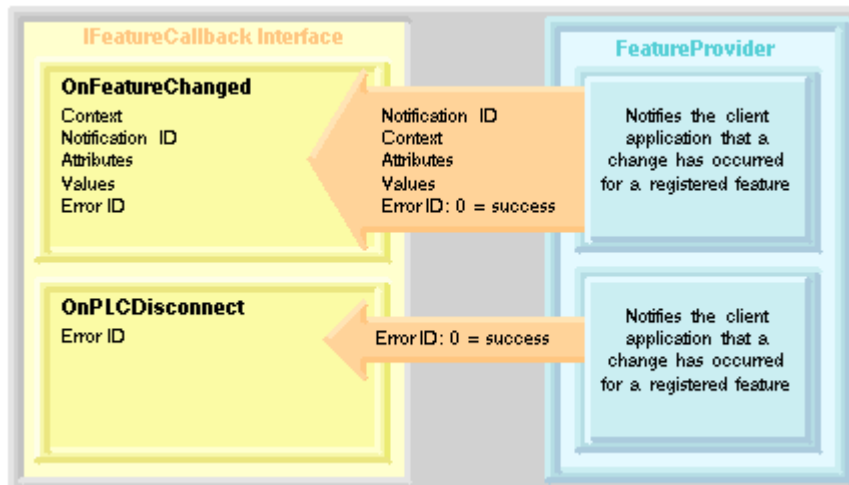 IFeatureCallback Interface
OnFeatureChanged
Context
Notification ID
Attributes
Values
Error ID
Notification ID
Context
Attributes
Values
Error ID: 0 = success
FeatureProvider
Notifies the client
application that a
change has occurred
for a registered feature
OnPLCDisconnect
Error ID
Error ID: 0 = success
Notifies the client
application that a
change has occurred
for a registered feature